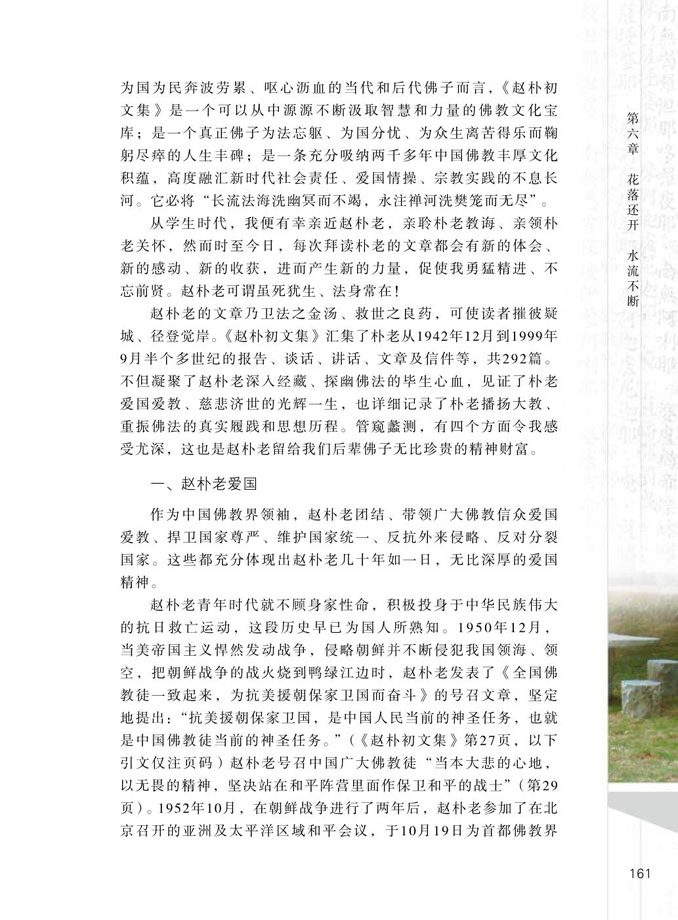 为国为民奔波劳累、呕心沥血的当代和后代佛子而言，《赵朴初
文集》是一个可以从中源源不断汲取智慧和力量的佛教文化宝
库；是一个真正佛子为法忘躯、为国分忧、为众生离苦得乐而鞠
躬尽瘁的人生丰碑；是一条充分吸纳两千多年中国佛教丰厚文化
积蕴，高度融汇新时代社会责任、爱国情操、宗教实践的不息长
河。它必将“长流法海洗幽冥而不竭，永注禅河洗樊笼而无尽”。
从学生时代，我便有幸亲近赵朴老，亲聆朴老教诲、亲领朴
老关怀，然而时至今日，每次拜读朴老的文章都会有新的体会、
新的感动、新的收获，进而产生新的力量，促使我勇猛精进、不
忘前贤。赵朴老可谓虽死犹生、法身常在！
赵朴老的文章乃卫法之金汤、救世之良药，可使读者摧彼疑
城、径登觉岸。《赵朴初文集》汇集了朴老从1942年12月到1999年
9月半个多世纪的报告、谈话、讲话、文章及信件等，共292篇。
不但凝聚了赵朴老深入经藏、探幽佛法的毕生心血，见证了朴老
爱国爱教、慈悲济世的光辉一生，也详细记录了朴老播扬大教、
重振佛法的真实履践和思想历程。管窥蠡测，有四个方面令我感
受尤深，这也是赵朴老留给我们后辈佛子无比珍贵的精神财富。
一、赵朴老爱国
作为中国佛教界领袖，赵朴老团结、带领广大佛教信众爱国
爱教、捍卫国家尊严、维护国家统一、反抗外来侵略、反对分裂
国家。这些都充分体现出赵朴老几十年如一日，无比深厚的爱国
精神。
赵朴老青年时代就不顾身家性命，积极投身于中华民族伟大
的抗日救亡运动，这段历史早已为国人所熟知。1950年12月，
当美帝国主义悍然发动战争，侵略朝鲜并不断侵犯我国领海、领
空，把朝鲜战争的战火烧到鸭绿江边时，赵朴老发表了《全国佛
教徒一致起来，为抗美援朝保家卫国而奋斗》的号召文章，坚定
地提出：“抗美援朝保家卫国，是中国人民当前的神圣任务，也就
是中国佛教徒当前的神圣任务。”（《赵朴初文集》第27页，以下
引文仅注页码）赵朴老号召中国广大佛教徒“当本大悲的心地，
以无畏的精神，坚决站在和平阵营里面作保卫和平的战士”（第29
页）。1952年10月，在朝鲜战争进行了两年后，赵朴老参加了在北
京召开的亚洲及太平洋区域和平会议，于10月19日为首都佛教界
第六章 花落还开 水流不断
161